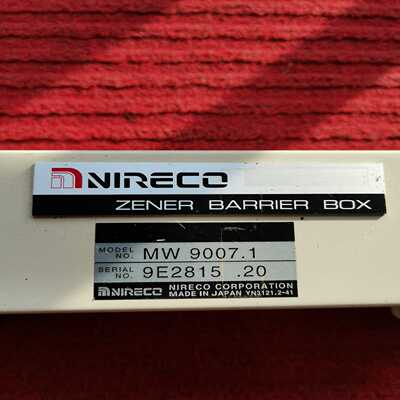 NIRECO
ZENER BARRIER BOX
MODEL NO. MW 9007.1
SERIAL NO. 9E2815 .20
NIRECO NIRECO CORPORATION
MADE IN JAPAN YN3121.2-41